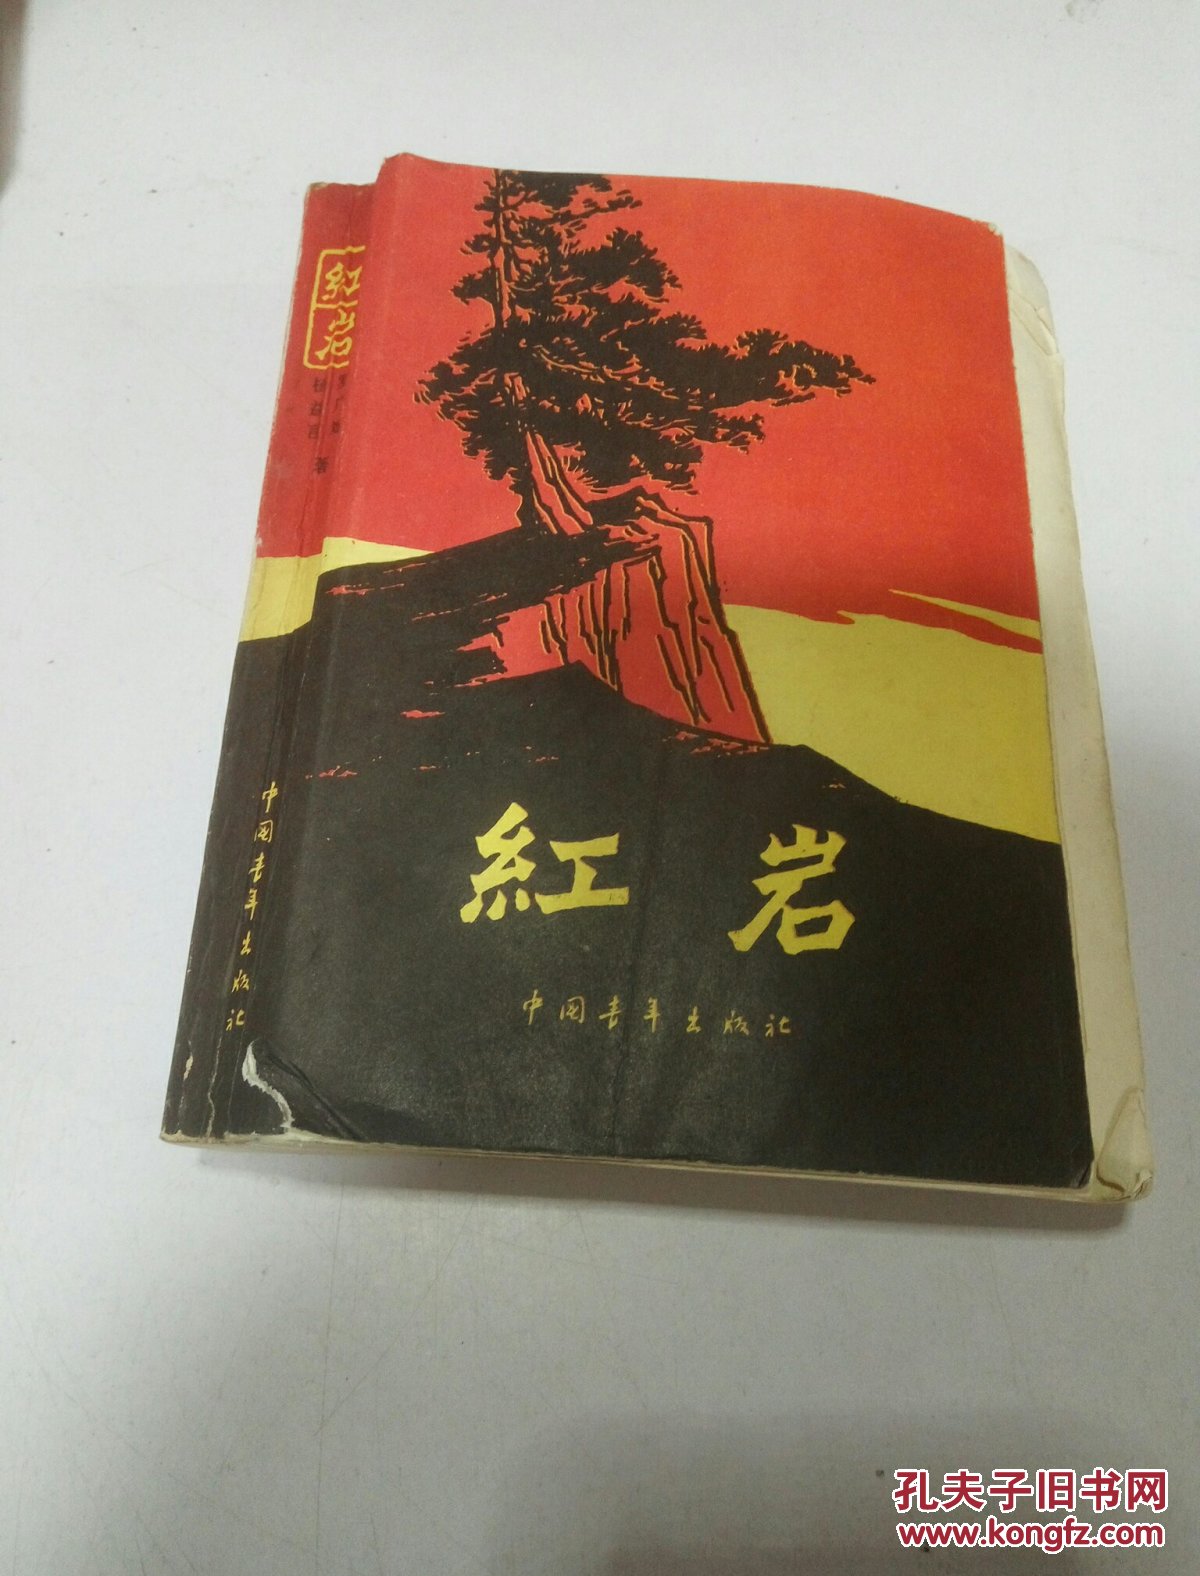 紅岩
罗广斌
杨益言 著
中国青年出版社
紅岩
中国青年出版社
孔夫子旧书网
www.kongfz.com